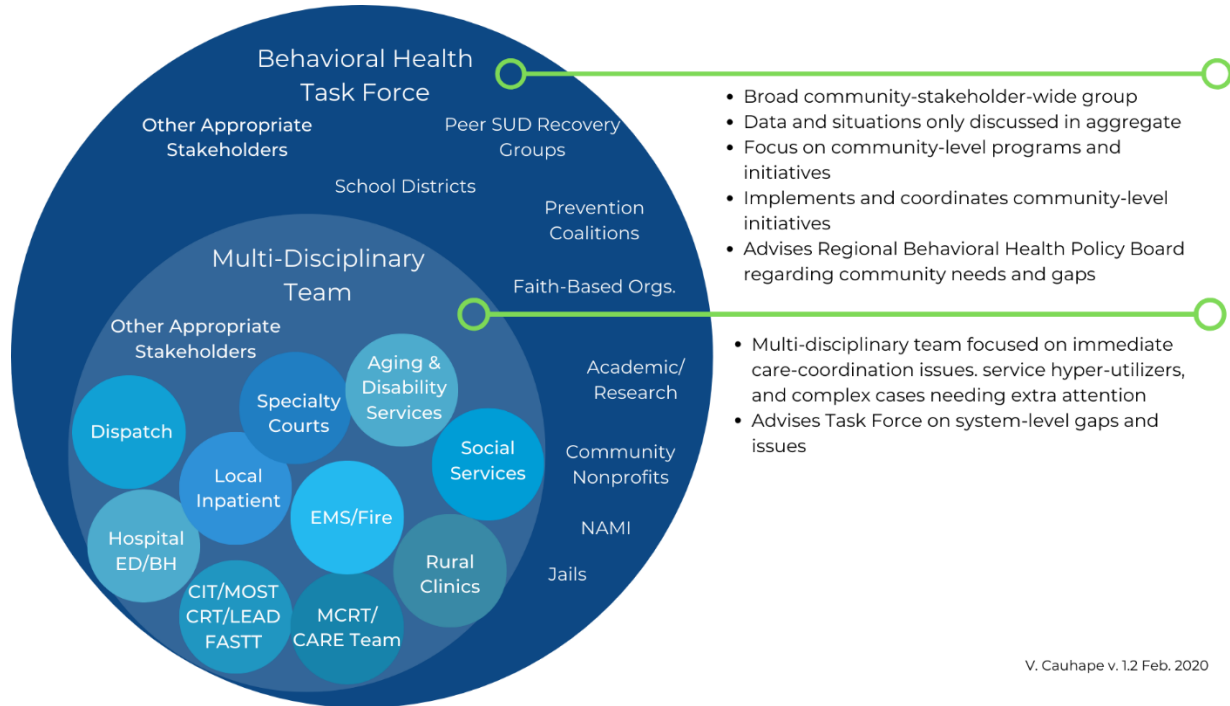 Behavioral Health
Task Force
Other Appropriate
Stakeholders
Peer SUD Recovery
Groups
School Districts
Prevention
Coalitions
Faith-Based Orgs.
Academic/
Research
Community
Nonprofits
NAMI
Jails
Multi-Disciplinary
Team
Other Appropriate
Stakeholders
Aging &
Disability
Services
Specialty
Courts
Dispatch
Social
Services
Local
Inpatient
EMS/Fire
Hospital
ED/BH
Rural
Clinics
CIT/MOST
CRT/LEAD
FASTT
MCRT/
CARE Team
• Broad community-stakeholder-wide group
• Data and situations only discussed in aggregate
• Focus on community-level programs and
initiatives
• Implements and coordinates community-level
initiatives
• Advises Regional Behavioral Health Policy Board
regarding community needs and gaps
• Multi-disciplinary team focused on immediate
care-coordination issues. service hyper-utilizers,
and complex cases needing extra attention
• Advises Task Force on system-level gaps and
issues
V. Cauhape v. 1.2 Feb. 2020